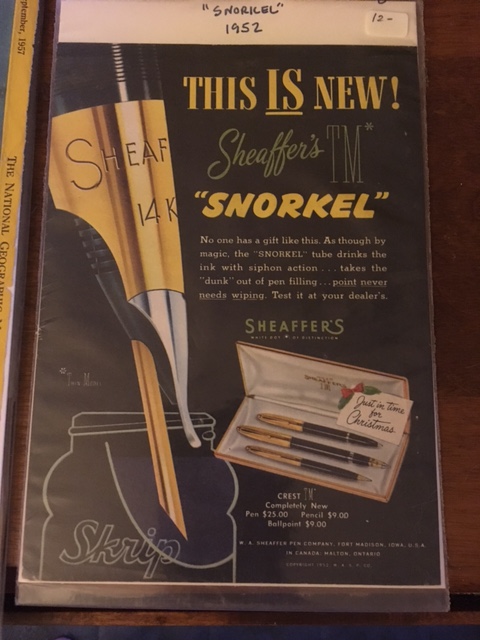 "SNORKEL"
1952
12-
September, 1957
THE NATIONAL GEOGRAPHIC
THIS IS NEW!
Sheaffer's TM*
"SNORKEL"
SHEAF
14K
No one has a gift like this. As though by
magic, the "SNORKEL" tube drinks the
ink with siphon action . . . takes the
"dunk" out of pen filling . . . point never
needs wiping. Test it at your dealer's.
SHEAFFER'S
WHITE DOT OF DISTINCTION
Just in time
for
Christmas
CREST TM*
Completely New
Pen $25.00 Pencil $9.00
Ballpoint $9.00
Skrip
W. A. SHEAFFER PEN COMPANY, FORT MADISON, IOWA, U.S.A.
IN CANADA: MALTON, ONTARIO